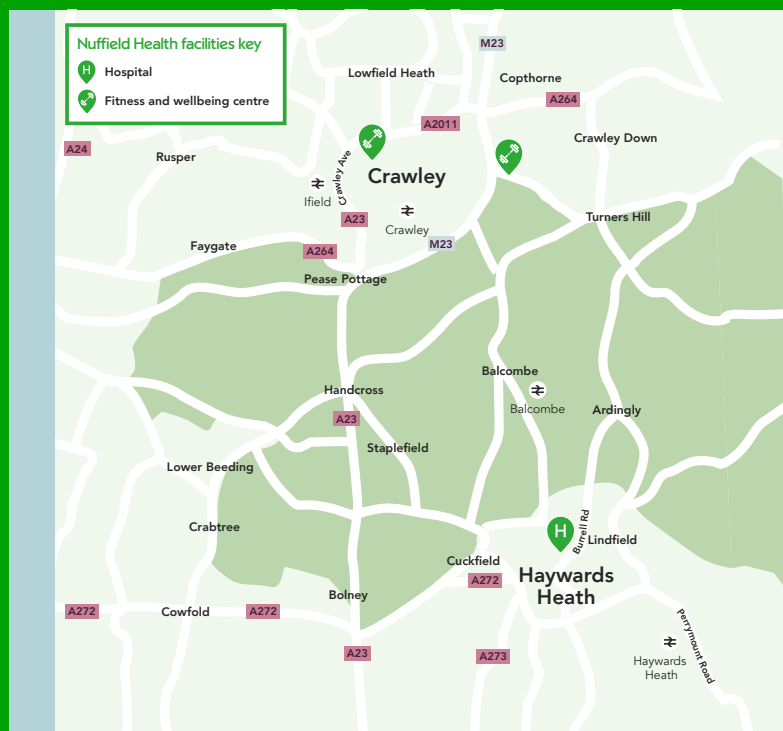 Nuffield Health facilities key
H Hospital
Fitness and wellbeing centre
M23
Lowfield Heath
Copthorne
A264
A2011
Crawley Down
A24
Rusper
Crawley Ave
Crawley
Ifield
A23
Turners Hill
Crawley
M23
Faygate
A264
Pease Pottage
Balcombe
Handcross
Balcombe
Ardingly
A23
Staplefield
Lower Beeding
Crabtree
H
Burrell Rd
Lindfield
Cuckfield
Haywards
Heath
A272
Bolney
A272
Cowfold
A272
Perrymount Road
A23
A273
Haywards
Heath